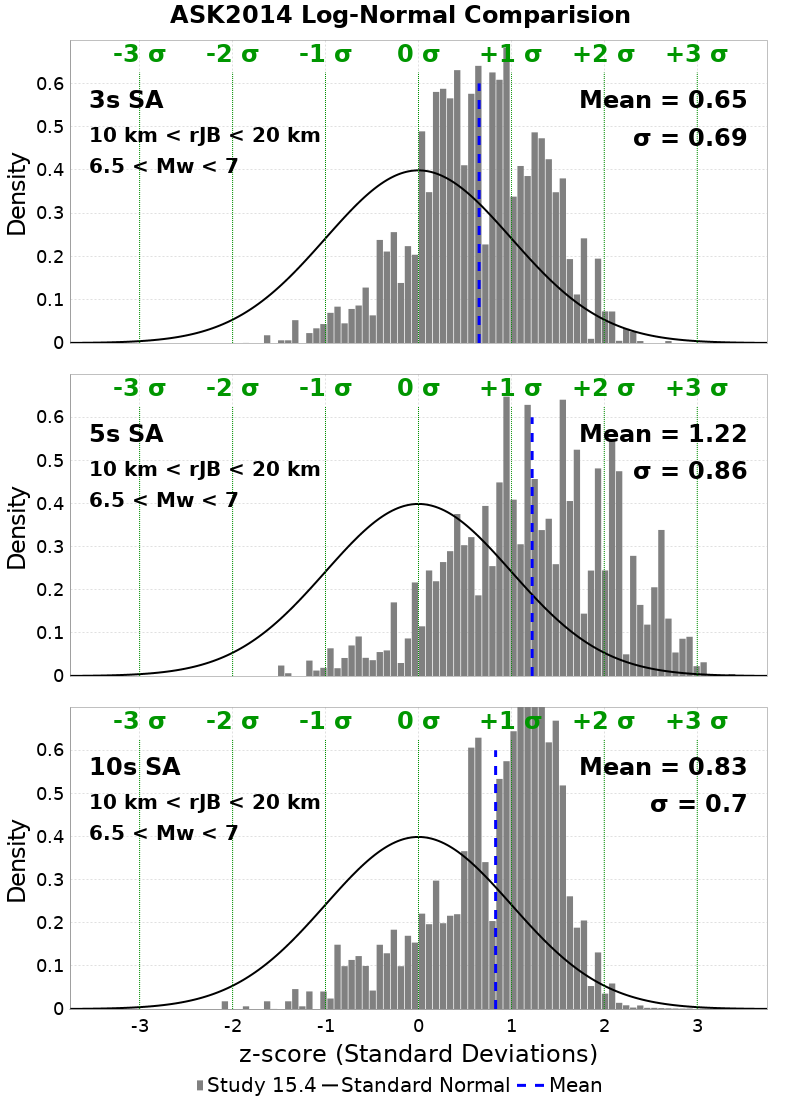 ASK2014 Log-Normal Comparision
-3 σ -2 σ -1 σ 0 σ +1 σ +2 σ +3 σ
3s SA
10 km < rJB < 20 km
6.5 < Mw < 7
Mean = 0.65
σ = 0.69
0.6
0.5
0.4
0.3
0.2
0.1
0
Density
-3 σ -2 σ -1 σ 0 σ +1 σ +2 σ +3 σ
5s SA
10 km < rJB < 20 km
6.5 < Mw < 7
Mean = 1.22
σ = 0.86
0.6
0.5
0.4
0.3
0.2
0.1
0
Density
-3 σ -2 σ -1 σ 0 σ +1 σ +2 σ +3 σ
10s SA
10 km < rJB < 20 km
6.5 < Mw < 7
Mean = 0.83
σ = 0.7
0.6
0.5
0.4
0.3
0.2
0.1
0
Density
-3 -2 -1 0 1 2 3
z-score (Standard Deviations)
Study 15.4 Standard Normal Mean